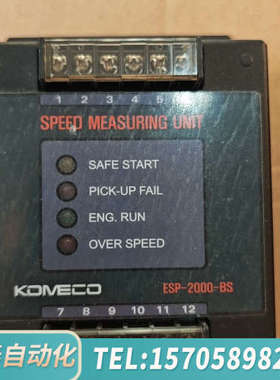 1 2 3 4 5
SPEED MEASURING UNIT
SAFE START
PICK-UP FAIL
ENG. RUN
OVER SPEED
KOMECO ESP-2000-BS
7 8 9 10 11 12
自动化 TEL:157058982